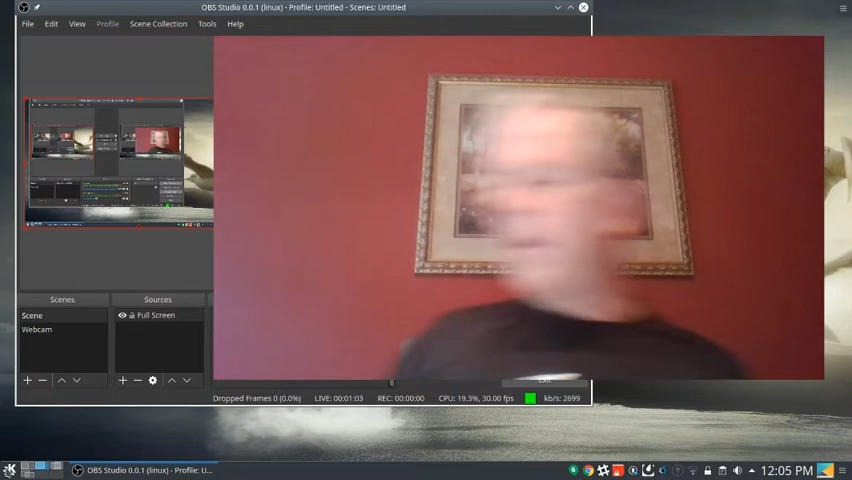 OBS Studio 0.0.1 (linux) - Profile: Untitled - Scenes: Untitled
File Edit View Profile Scene Collection Tools Help
Scenes Sources
Scene
Webcam
Full Screen
Exit
Dropped Frames 0 (0.0%) LIVE: 00:01:03 REC: 00:00:00 CPU: 19.3%, 30.00 fps kb/s: 2699
OBS Studio 0.0.1 (linux) - Profile: U... 12:05 PM